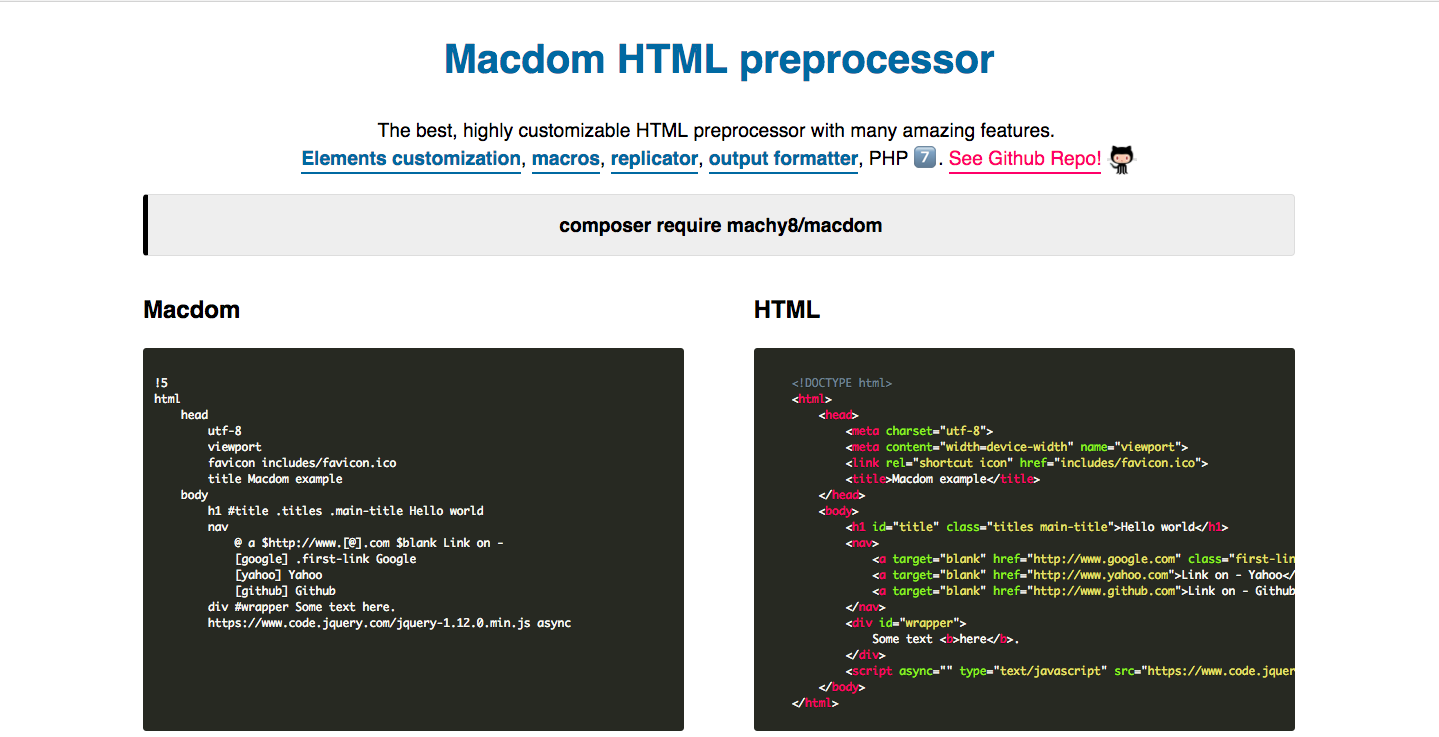 Macdom HTML preprocessor
The best, highly customizable HTML preprocessor with many amazing features.
Elements customization, macros, replicator, output formatter, PHP 7️⃣. See Github Repo!
composer require machy8/macdom
Macdom
!5
html
    head
        utf-8
        viewport
        favicon includes/favicon.ico
        title Macdom example
    body
        h1 #title .titles .main-title Hello world
        nav
            @ a $http://www.[@].com $blank Link on -
            [google] .first-link Google
            [yahoo] Yahoo
            [github] Github
        div #wrapper Some text here.
        https://www.code.jquery.com/jquery-1.12.0.min.js async
HTML
<!DOCTYPE html>
<html>
    <head>
        <meta charset="utf-8">
        <meta content="width=device-width" name="viewport">
        <link rel="shortcut icon" href="includes/favicon.ico">
        <title>Macdom example</title>
    </head>
    <body>
        <h1 id="title" class="titles main-title">Hello world</h1>
        <nav>
            <a target="blank" href="http://www.google.com" class="first-lin
            <a target="blank" href="http://www.yahoo.com">Link on - Yahoo</
            <a target="blank" href="http://www.github.com">Link on - Github
        </nav>
        <div id="wrapper">
            Some text <b>here</b>.
        </div>
        <script async="" type="text/javascript" src="https://www.code.jquer
    </body>
</html>